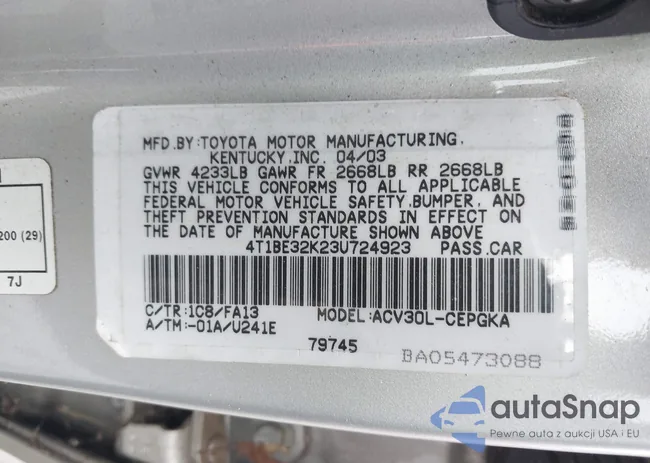 MFD.BY:TOYOTA MOTOR MANUFACTURING,
KENTUCKY,INC. 04/03
GVWR 4233LB GAWR FR 2668LB RR 2668LB
THIS VEHICLE CONFORMS TO ALL APPLICABLE
FEDERAL MOTOR VEHICLE SAFETY,BUMPER, AND
THEFT PREVENTION STANDARDS IN EFFECT ON
THE DATE OF MANUFACTURE SHOWN ABOVE
4T1BE32K23U724923 PASS.CAR
C/TR:1C8/FA13 MODEL:ACV30L-CEPGKA
A/TM:-01A/U241E
79745 BA05473088
200 (29)
7J
autaSnap
Pewne auta z aukcji USA i EU